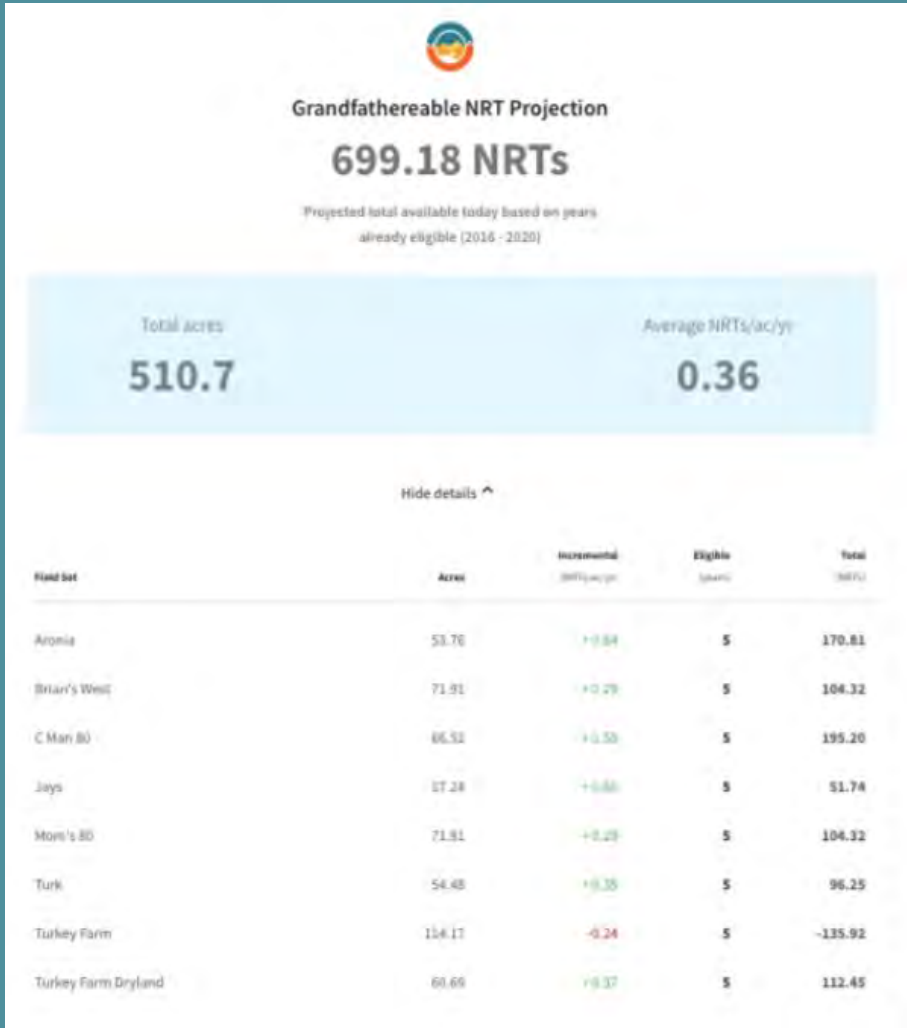 Grandfathereable NRT Projection
699.18 NRTs
Projected total available today based on years
already eligible (2016 - 2020)
Total acres Average NRTs/ac/yr
510.7 0.36
Hide details
Incremental Eligible Total
Field Set Acres (NRTs/ac/yr) (years) (NRTs)
Aronia 53.76 +0.64 5 170.81
Brian's West 71.91 +0.29 5 104.32
C Man 80 66.52 5 195.20
Jays 17.24 5 51.74
Mom's 80 71.91 +0.29 5 104.32
Turk 54.48 +0.35 5 96.25
Turkey Farm 114.17 -0.24 5 -135.92
Turkey Farm Dryland 60.69 +0.37 5 112.45